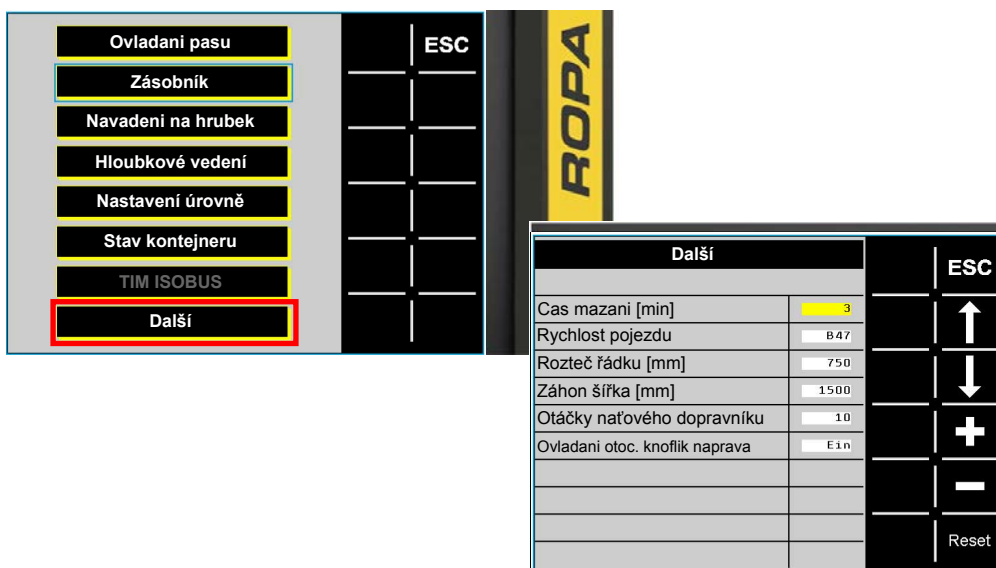 Ovladani pasu
ESC
Zásobník
Navadeni na hrubek
Hloubkové vedení
Nastavení úrovně
Stav kontejneru
TIM ISOBUS
Další
ROPA
Další
ESC
Cas mazani [min] 3
Rychlost pojezdu B47
Rozteč řádku [mm] 750
Záhon šířka [mm] 1500
Otáčky naťového dopravníku 10
Ovladani otoc. knoflik naprava Ein
Reset